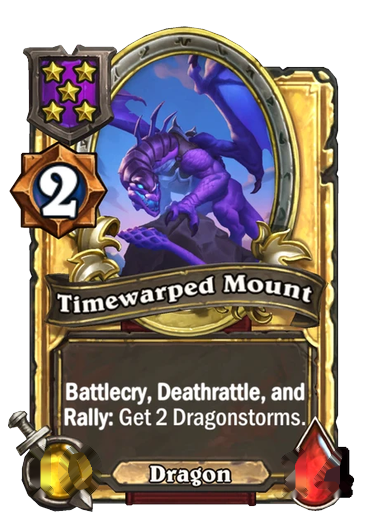 2
Timewarped Mount
Battlecry, Deathrattle, and
Rally: Get 2 Dragonstorms.
Dragon